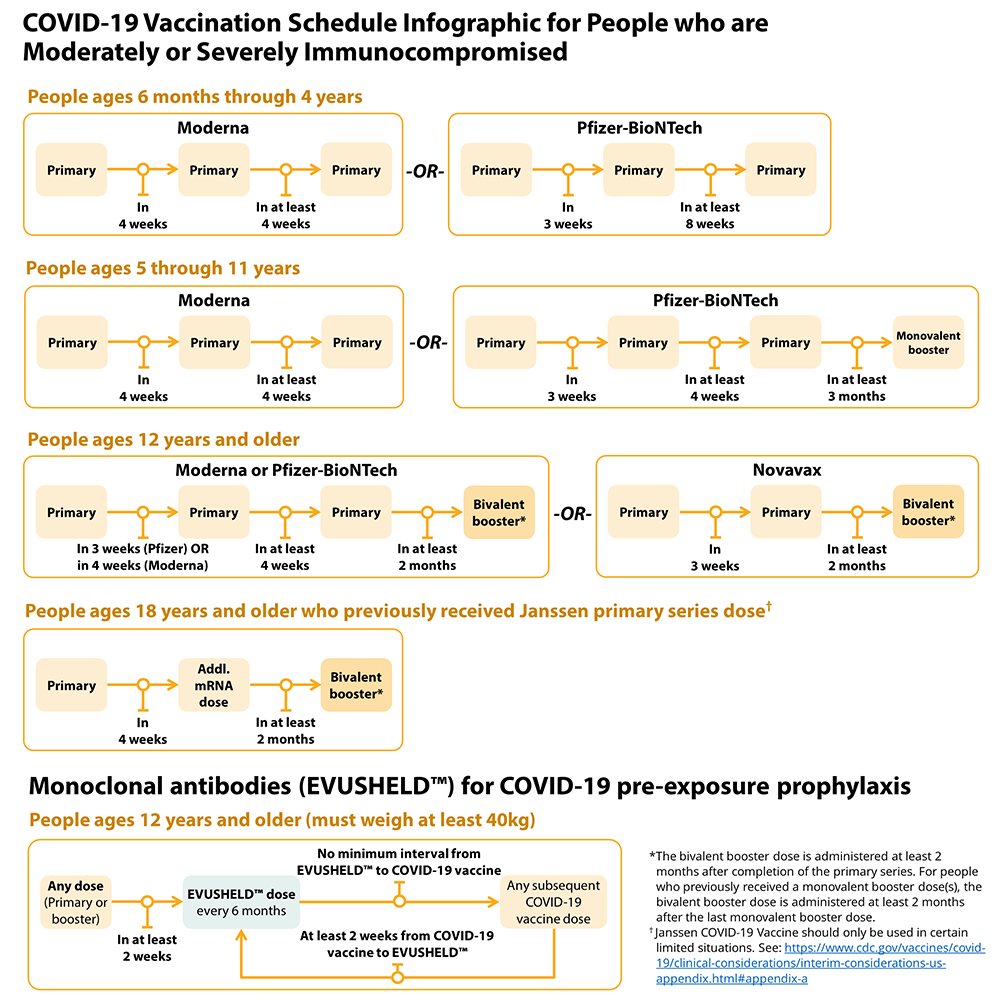 COVID-19 Vaccination Schedule Infographic for People who are
Moderately or Severely Immunocompromised
People ages 6 months through 4 years
Moderna
Primary
In
4 weeks
Primary
In at least
4 weeks
Primary
-OR-
Pfizer-BioNTech
Primary
In
3 weeks
Primary
In at least
8 weeks
Primary
People ages 5 through 11 years
Moderna
Primary
In
4 weeks
Primary
In at least
4 weeks
Primary
-OR-
Pfizer-BioNTech
Primary
In
3 weeks
Primary
In at least
4 weeks
Primary
In at least
3 months
Monovalent
booster
People ages 12 years and older
Moderna or Pfizer-BioNTech
Primary
In 3 weeks (Pfizer) OR
in 4 weeks (Moderna)
Primary
In at least
4 weeks
Primary
In at least
2 months
Bivalent
booster*
-OR-
Novavax
Primary
In
3 weeks
Primary
In at least
2 months
Bivalent
booster*
People ages 18 years and older who previously received Janssen primary series dose†
Primary
In
4 weeks
Addl.
mRNA
dose
In at least
2 months
Bivalent
booster*
Monoclonal antibodies (EVUSHELD™) for COVID-19 pre-exposure prophylaxis
People ages 12 years and older (must weigh at least 40kg)
Any dose
(Primary or
booster)
In at least
2 weeks
EVUSHELD™ dose
every 6 months
No minimum interval from
EVUSHELD™ to COVID-19 vaccine
Any subsequent
COVID-19
vaccine dose
At least 2 weeks from COVID-19
vaccine to EVUSHELD™
*The bivalent booster dose is administered at least 2
months after completion of the primary series. For people
who previously received a monovalent booster dose(s), the
bivalent booster dose is administered at least 2 months
after the last monovalent booster dose.
† Janssen COVID-19 Vaccine should only be used in certain
limited situations. See: https://www.cdc.gov/vaccines/covid-
19/clinical-considerations/interim-considerations-us-
appendix.html#appendix-a